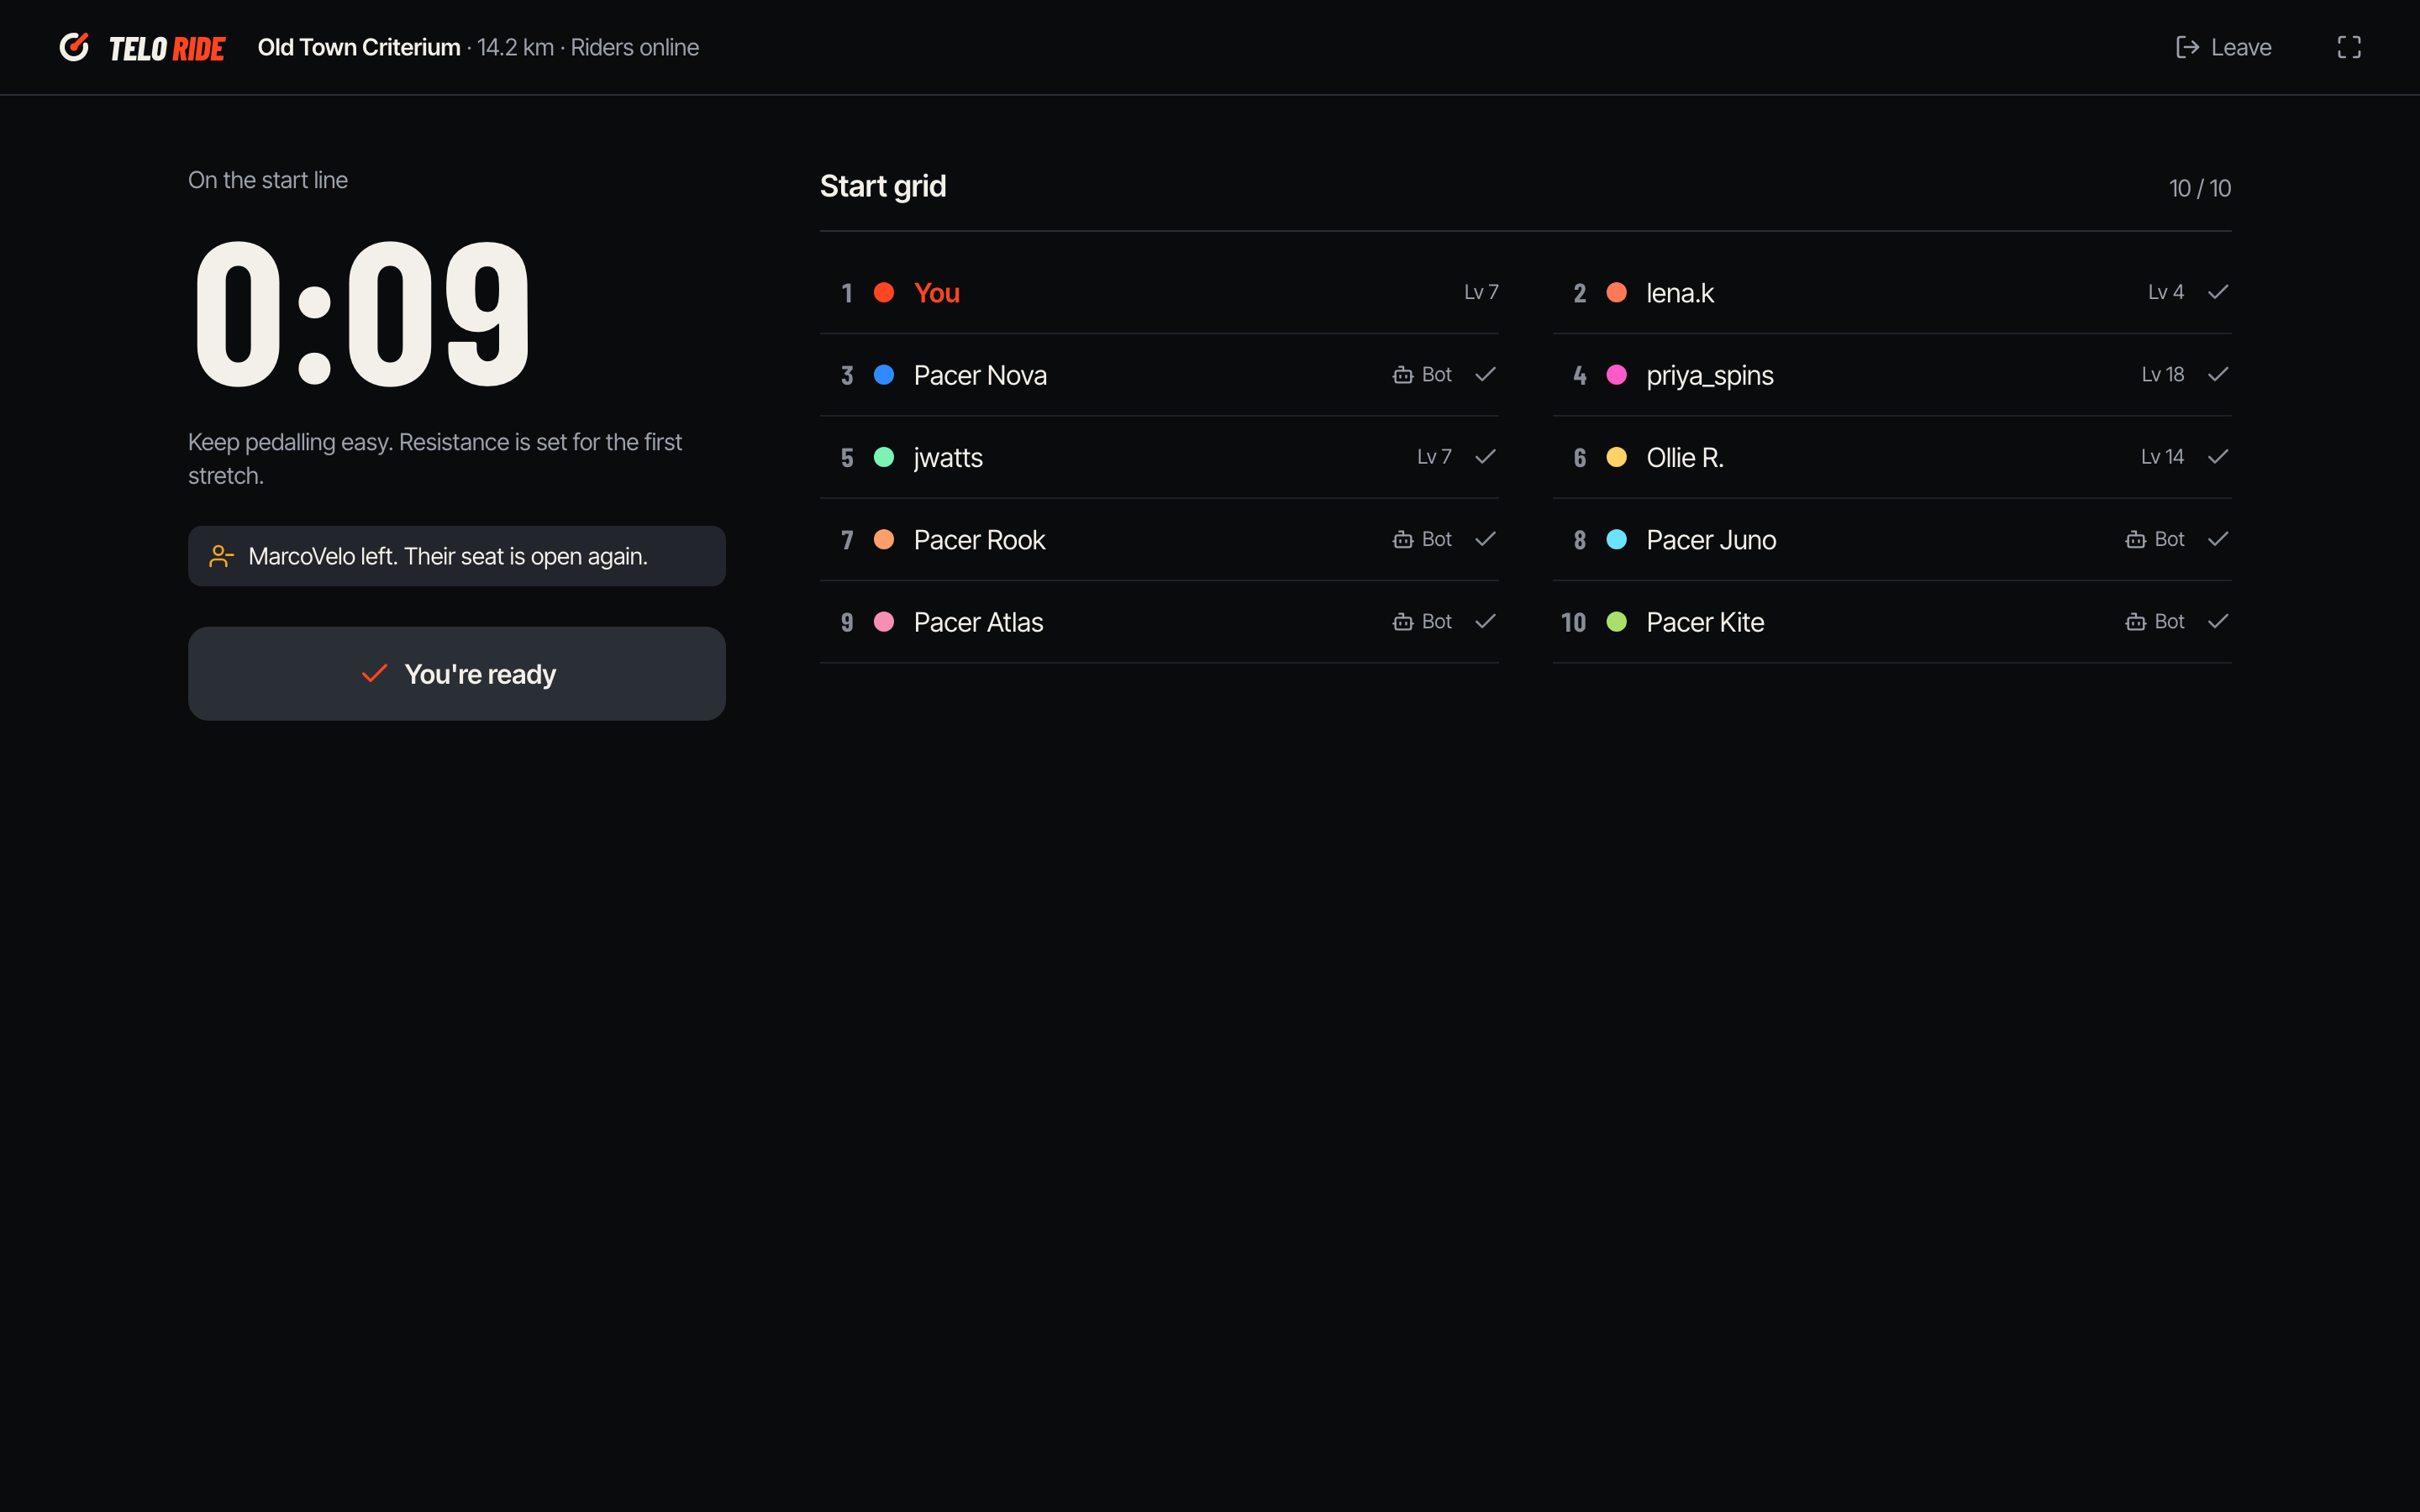 TELO RIDE Old Town Criterium · 14.2 km · Riders online Leave
On the start line
0:09
Keep pedalling easy. Resistance is set for the first
stretch.
MarcoVelo left. Their seat is open again.
You're ready
Start grid 10 / 10
1 You Lv 7
2 lena.k Lv 4
3 Pacer Nova Bot
4 priya_spins Lv 18
5 jwatts Lv 7
6 Ollie R. Lv 14
7 Pacer Rook Bot
8 Pacer Juno Bot
9 Pacer Atlas Bot
10 Pacer Kite Bot